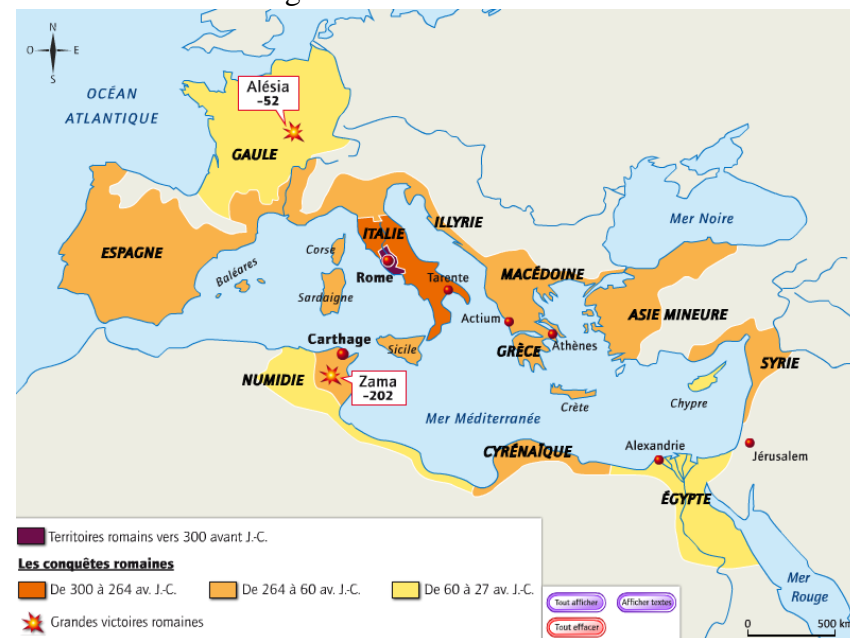 N
O E
S
OCÉAN
ATLANTIQUE
Alésia
-52
GAULE
ESPAGNE
Baléares
Corse
Sardaigne
ITALIE
Rome
Tarente
ILLYRIE
MACÉDOINE
Actium
GRÈCE
Athènes
Mer Noire
ASIE MINEURE
SYRIE
Carthage
Sicile
NUMIDIE
Zama
-202
Mer Méditerranée
Crète
Chypre
CYRÉNAÏQUE
Alexandrie
Jérusalem
ÉGYPTE
Mer
Rouge
Territoires romains vers 300 avant J.-C.
Les conquêtes romaines
De 300 à 264 av. J.-C.
De 264 à 60 av. J.-C.
De 60 à 27 av. J.-C.
Grandes victoires romaines
Tout afficher
Afficher textes
Tout effacer
0 500 km